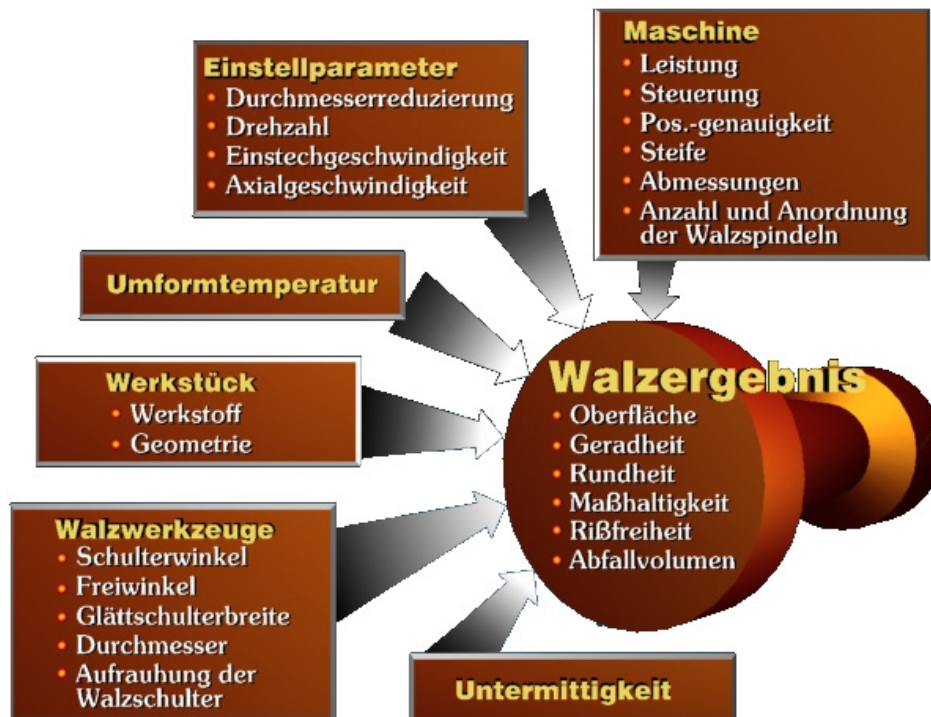 Maschine
• Leistung
• Steuerung
• Pos.-genauigkeit
• Steife
• Abmessungen
• Anzahl und Anordnung
der Walzspindeln
Einstellparameter
• Durchmesserreduzierung
• Drehzahl
• Einstechgeschwindigkeit
• Axialgeschwindigkeit
Umformtemperatur
Werkstück
• Werkstoff
• Geometrie
Walzwerkzeuge
• Schulterwinkel
• Freiwinkel
• Glättschulterbreite
• Durchmesser
• Aufrauhung der
Walzschulter
Untermittigkeit
Walzergebnis
• Oberfläche
• Geradheit
• Rundheit
• Maßhaltigkeit
• Rißfreiheit
• Abfallvolumen